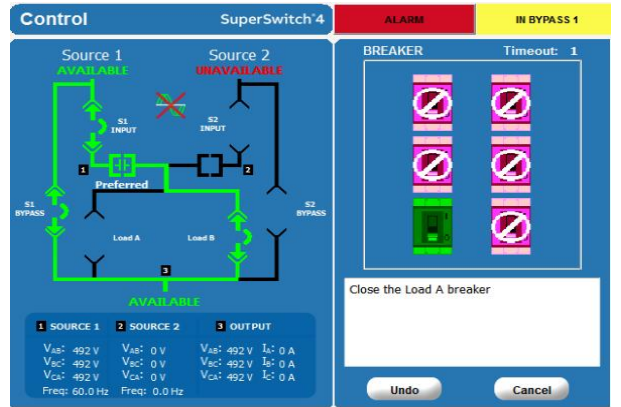 Control SuperSwitch®4 ALARM IN BYPASS 1
Source 1 Source 2
AVAILABLE UNAVAILABLE
BREAKER Timeout: 1
S1 INPUT
S2 INPUT
1
2
Preferred
S1 BYPASS
S2 BYPASS
Load A Load B
3
AVAILABLE
1 SOURCE 1 2 SOURCE 2 3 OUTPUT
VAB: 492 V VAB: 0 V VAB: 492 V IA: 0 A
VBC: 492 V VBC: 0 V VBC: 492 V IB: 0 A
VCA: 492 V VCA: 0 V VCA: 492 V IC: 0 A
Freq: 60.0 Hz Freq: 0.0 Hz
Close the Load A breaker
Undo Cancel